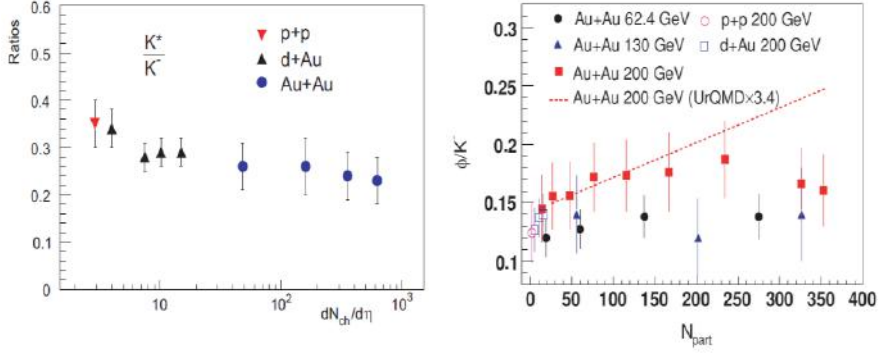 Ratios
0.6
0.5
0.4
0.3
0.2
0.1
0
K*
K-
p+p
d+Au
Au+Au
10
10²
10³
dN_ch/dη
Au+Au 62.4 GeV
p+p 200 GeV
Au+Au 130 GeV
d+Au 200 GeV
Au+Au 200 GeV
Au+Au 200 GeV (UrQMD×3.4)
0.3
0.25
0.2
0.15
0.1
φ/K-
0 50 100 150 200 250 300 350 400
N_part